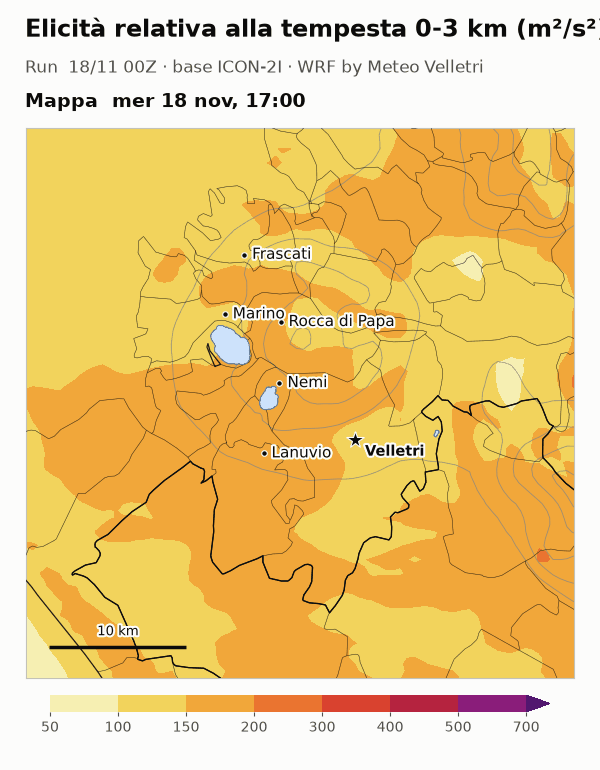 Elicità relativa alla tempesta 0-3 km (m²/s²)
Run 18/11 00Z · base ICON-2I · WRF by Meteo Velletri
Mappa mer 18 nov, 17:00
Frascati
Marino
Rocca di Papa
Nemi
Velletri
Lanuvio
10 km
50 100 150 200 300 400 500 700